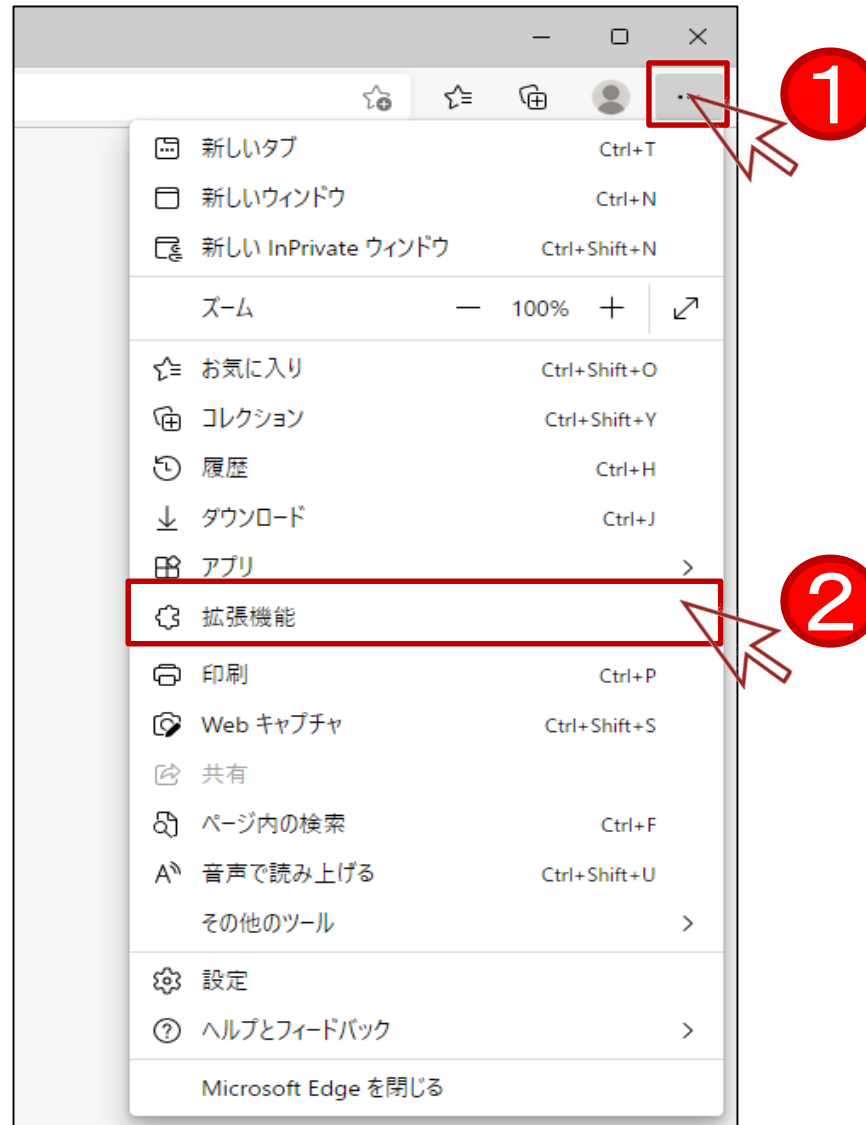 1
新しいタブ Ctrl+T
新しいウィンドウ Ctrl+N
新しい InPrivate ウィンドウ Ctrl+Shift+N
ズーム 100%
お気に入り Ctrl+Shift+O
コレクション Ctrl+Shift+Y
履歴 Ctrl+H
ダウンロード Ctrl+J
アプリ
2
拡張機能
印刷 Ctrl+P
Web キャプチャ Ctrl+Shift+S
共有
ページ内の検索 Ctrl+F
音声で読み上げる Ctrl+Shift+U
その他のツール
設定
ヘルプとフィードバック
Microsoft Edge を閉じる